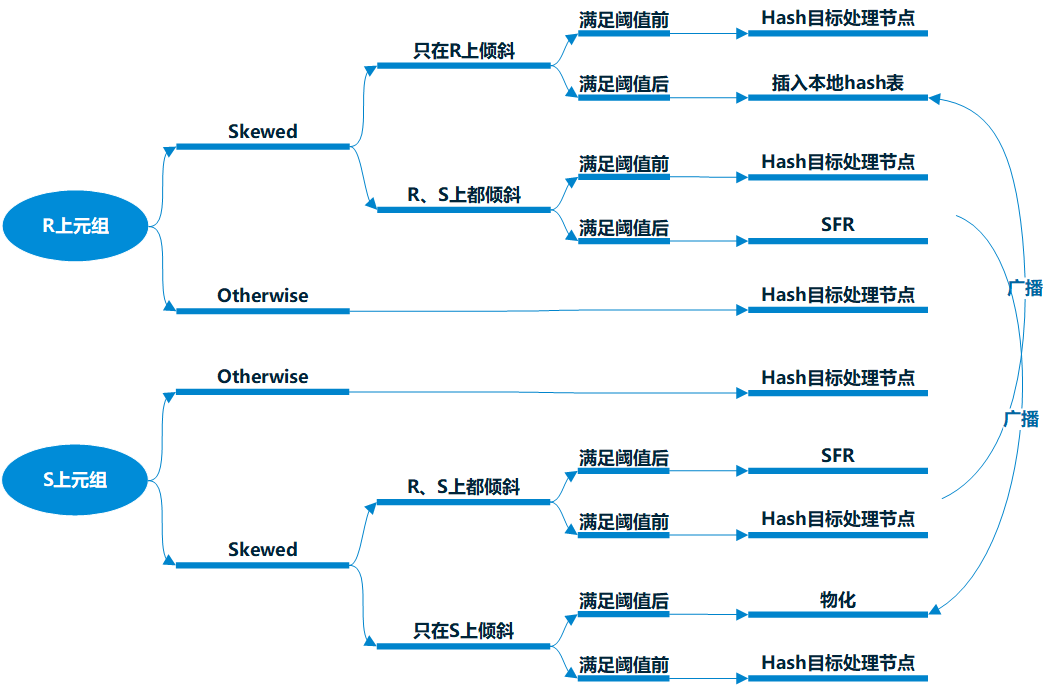 Hash目标处理节点
满足阈值前
只在R上倾斜
满足阈值后
插入本地hash表
Skewed
Hash目标处理节点
满足阈值前
R、S上都倾斜
R上元组
满足阈值后
SFR
Otherwise
Hash目标处理节点
广播
Otherwise
Hash目标处理节点
广播
满足阈值后
SFR
S上元组
R、S上都倾斜
满足阈值前
Hash目标处理节点
Skewed
满足阈值后
物化
只在S上倾斜
满足阈值前
Hash目标处理节点